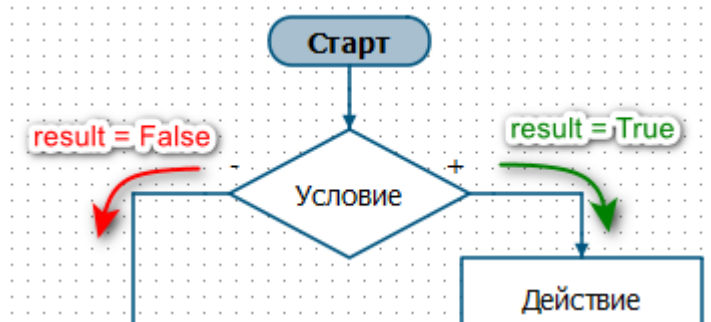 Старт
result = False
result = True
- +
Условие
Действие